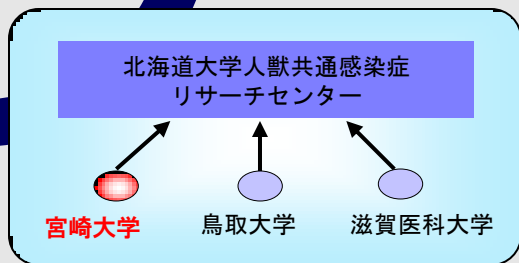 北海道大学人獣共通感染症
リサーチセンター
宮崎大学
鳥取大学
滋賀医科大学